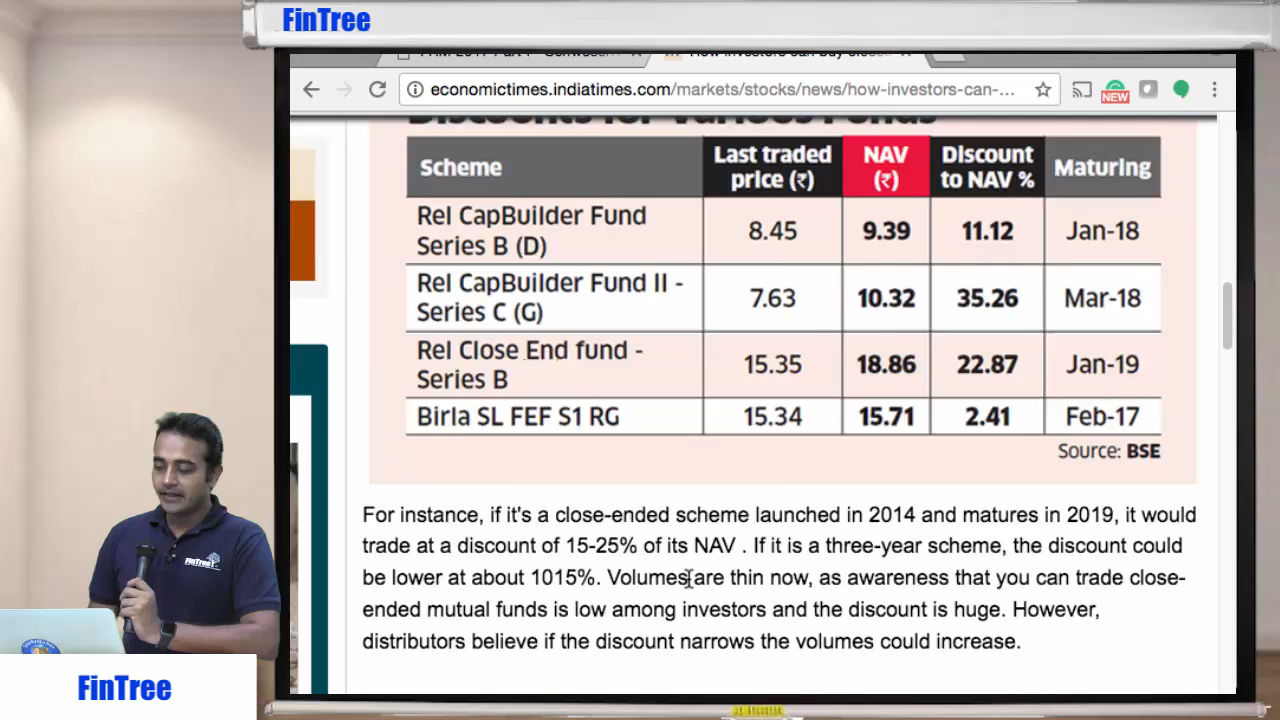 FinTree
economictimes.indiatimes.com/markets/stocks/news/how-investors-can-...
NEW
Discounts for Various Funds
Scheme Last traded price (₹) NAV (₹) Discount to NAV % Maturing
Rel CapBuilder Fund Series B (D) 8.45 9.39 11.12 Jan-18
Rel CapBuilder Fund II - Series C (G) 7.63 10.32 35.26 Mar-18
Rel Close End fund - Series B 15.35 18.86 22.87 Jan-19
Birla SL FEF S1 RG 15.34 15.71 2.41 Feb-17
Source: BSE
For instance, if it's a close-ended scheme launched in 2014 and matures in 2019, it would
trade at a discount of 15-25% of its NAV . If it is a three-year scheme, the discount could
be lower at about 1015%. Volumes are thin now, as awareness that you can trade close-
ended mutual funds is low among investors and the discount is huge. However,
distributors believe if the discount narrows the volumes could increase.
FinTree
FinTree